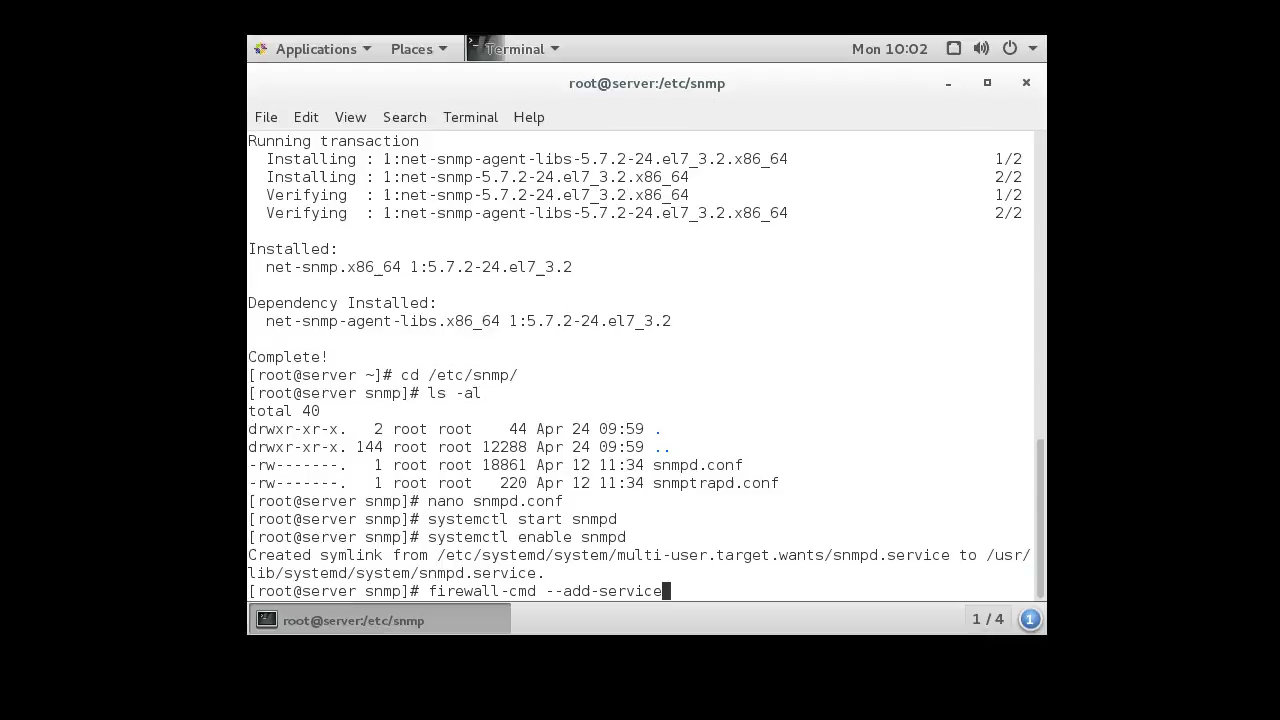 Applications Places Terminal Mon 10:02
root@server:/etc/snmp
File Edit View Search Terminal Help
Running transaction
  Installing : 1:net-snmp-agent-libs-5.7.2-24.el7_3.2.x86_64 1/2
  Installing : 1:net-snmp-5.7.2-24.el7_3.2.x86_64 2/2
  Verifying  : 1:net-snmp-5.7.2-24.el7_3.2.x86_64 1/2
  Verifying  : 1:net-snmp-agent-libs-5.7.2-24.el7_3.2.x86_64 2/2
Installed:
  net-snmp.x86_64 1:5.7.2-24.el7_3.2
Dependency Installed:
  net-snmp-agent-libs.x86_64 1:5.7.2-24.el7_3.2
Complete!
[root@server ~]# cd /etc/snmp/
[root@server snmp]# ls -al
total 40
drwxr-xr-x.   2 root root    44 Apr 24 09:59 .
drwxr-xr-x. 144 root root 12288 Apr 24 09:59 ..
-rw-------.   1 root root 18861 Apr 12 11:34 snmpd.conf
-rw-------.   1 root root   220 Apr 12 11:34 snmptrapd.conf
[root@server snmp]# nano snmpd.conf
[root@server snmp]# systemctl start snmpd
[root@server snmp]# systemctl enable snmpd
Created symlink from /etc/systemd/system/multi-user.target.wants/snmpd.service to /usr/
lib/systemd/system/snmpd.service.
[root@server snmp]# firewall-cmd --add-service
root@server:/etc/snmp 1 / 4 1